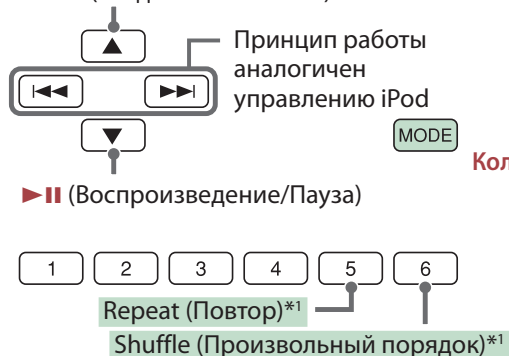 Принцип работы
аналогичен
управлению iPod
MODE
Кол
►II (Воспроизведение/Пауза)
1 2 3 4 5 6
Repeat (Повтор)*1
Shuffle (Произвольный порядок)*1